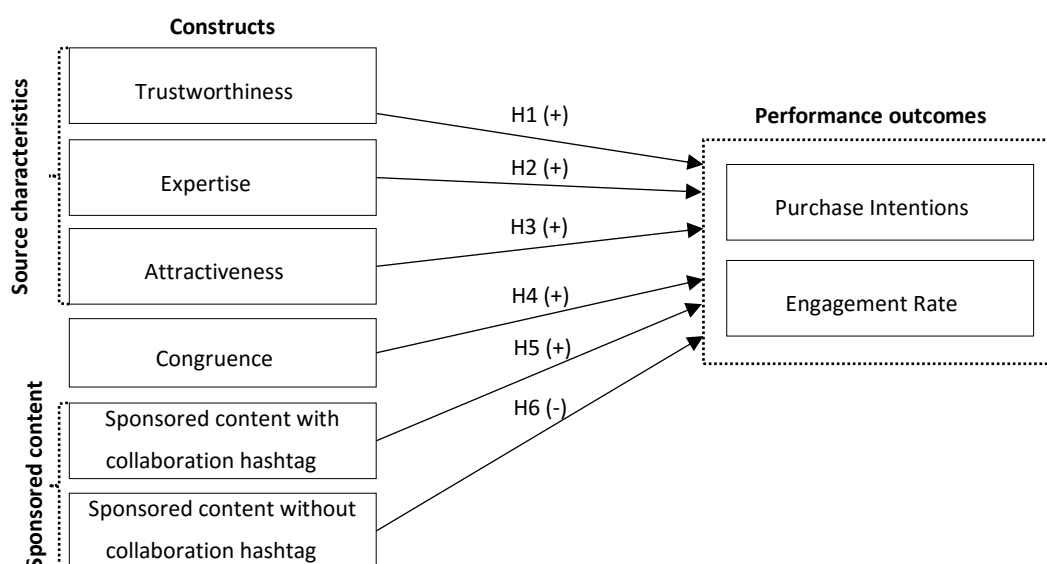 Constructs
Source characteristics
Trustworthiness
Expertise
Attractiveness
Congruence
Sponsored content
Sponsored content with
collaboration hashtag
Sponsored content without
collaboration hashtag
H1 (+)
H2 (+)
H3 (+)
H4 (+)
H5 (+)
H6 (-)
Performance outcomes
Purchase Intentions
Engagement Rate